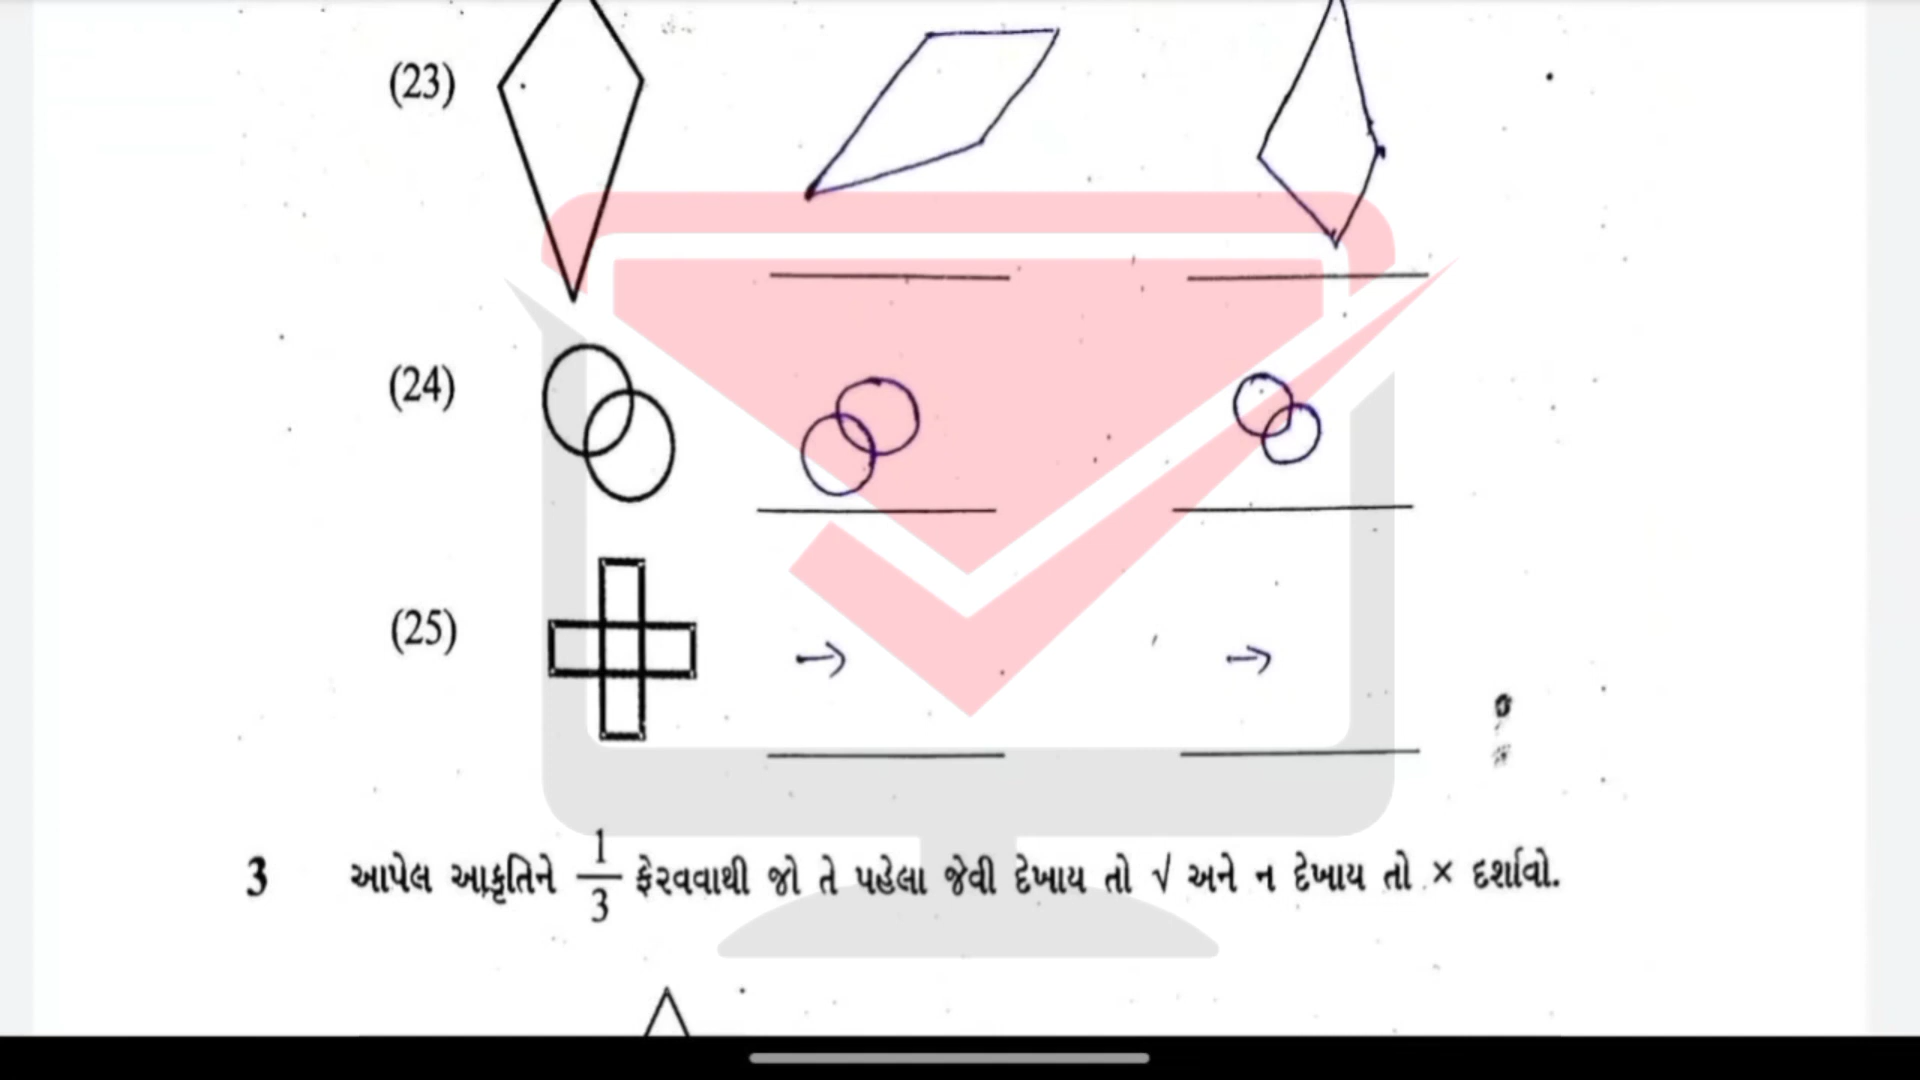 (23)
(24)
(25)
3 આપેલ આકૃતિને 1/3 ફેરવવાથી જો તે પહેલા જેવી દેખાય તો √ અને ન દેખાય તો × દર્શાવો.